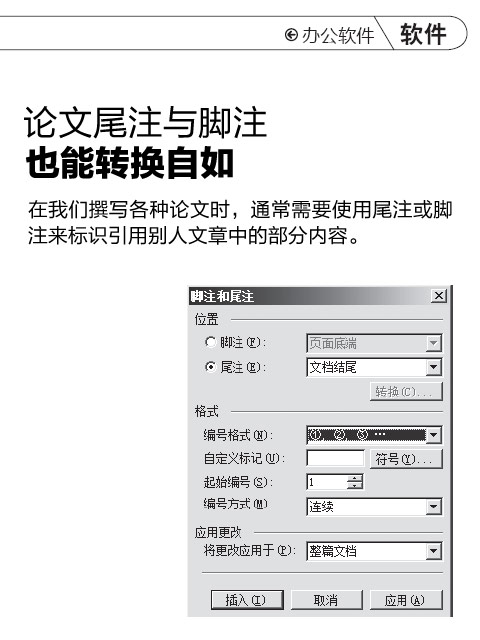 办公软件 软件
论文尾注与脚注
也能转换自如
在我们撰写各种论文时，通常需要使用尾注或脚
注来标识引用别人文章中的部分内容。
脚注和尾注
位置
脚注(F): 页面底端
尾注(E): 文档结尾
转换(C)...
格式
编号格式(N): ①, ②, ③ …
自定义标记(U): 符号(Y)...
起始编号(S): 1
编号方式(M) 连续
应用更改
将更改应用于(P): 整篇文档
插入(I) 取消 应用(A)